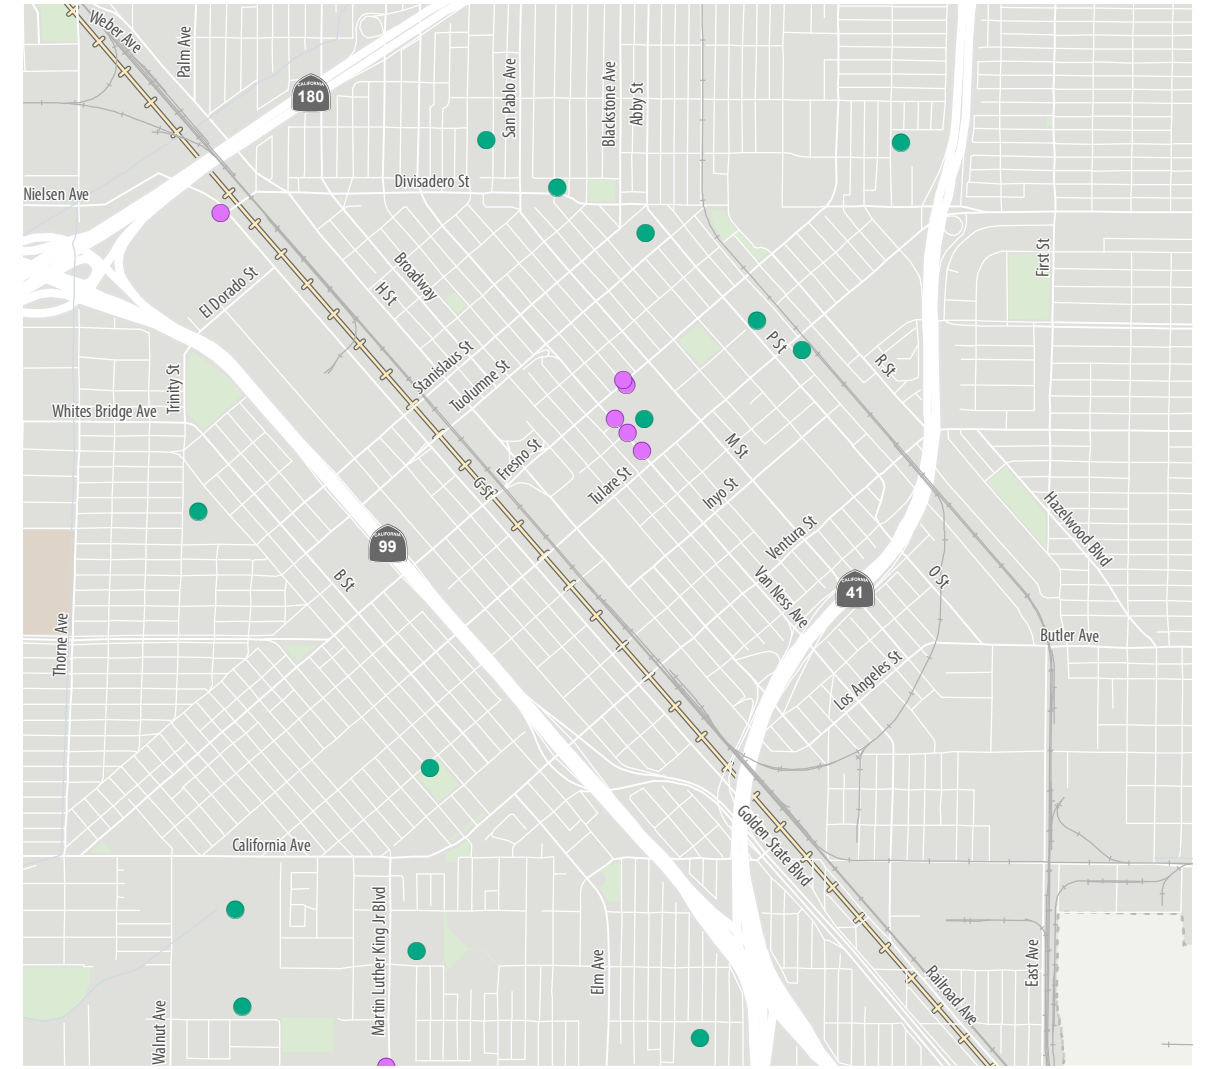 Weber Ave
Palm Ave
CALIFORNIA
180
San Pablo Ave
Blackstone Ave
Abby St
Divisadero St
Nielsen Ave
First St
Broadway
H St
El Dorado St
P St
R St
Stanislaus St
Tuolumne St
Trinity St
Whites Bridge Ave
M St
Fresno St
Tulare St
G St
Inyo St
Hazelwood Blvd
Ventura St
CALIFORNIA
99
B St
O St
Van Ness Ave
CALIFORNIA
41
Thorne Ave
Butler Ave
Los Angeles St
California Ave
Golden State Blvd
Martin Luther King Jr Blvd
Elm Ave
East Ave
Railroad Ave
Walnut Ave